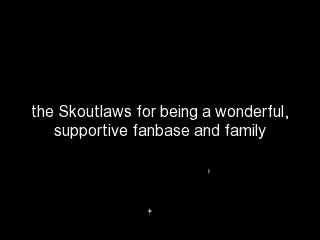 the Skoutlaws for being a wonderful,
supportive fanbase and family